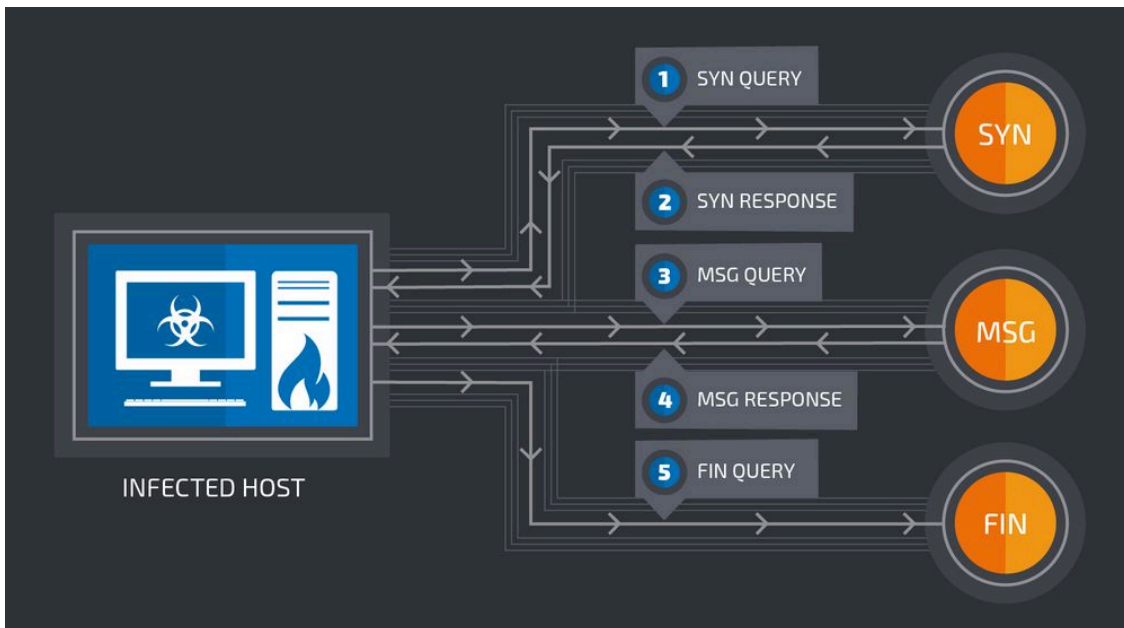 1 SYN QUERY
SYN
2 SYN RESPONSE
3 MSG QUERY
MSG
4 MSG RESPONSE
5 FIN QUERY
FIN
INFECTED HOST